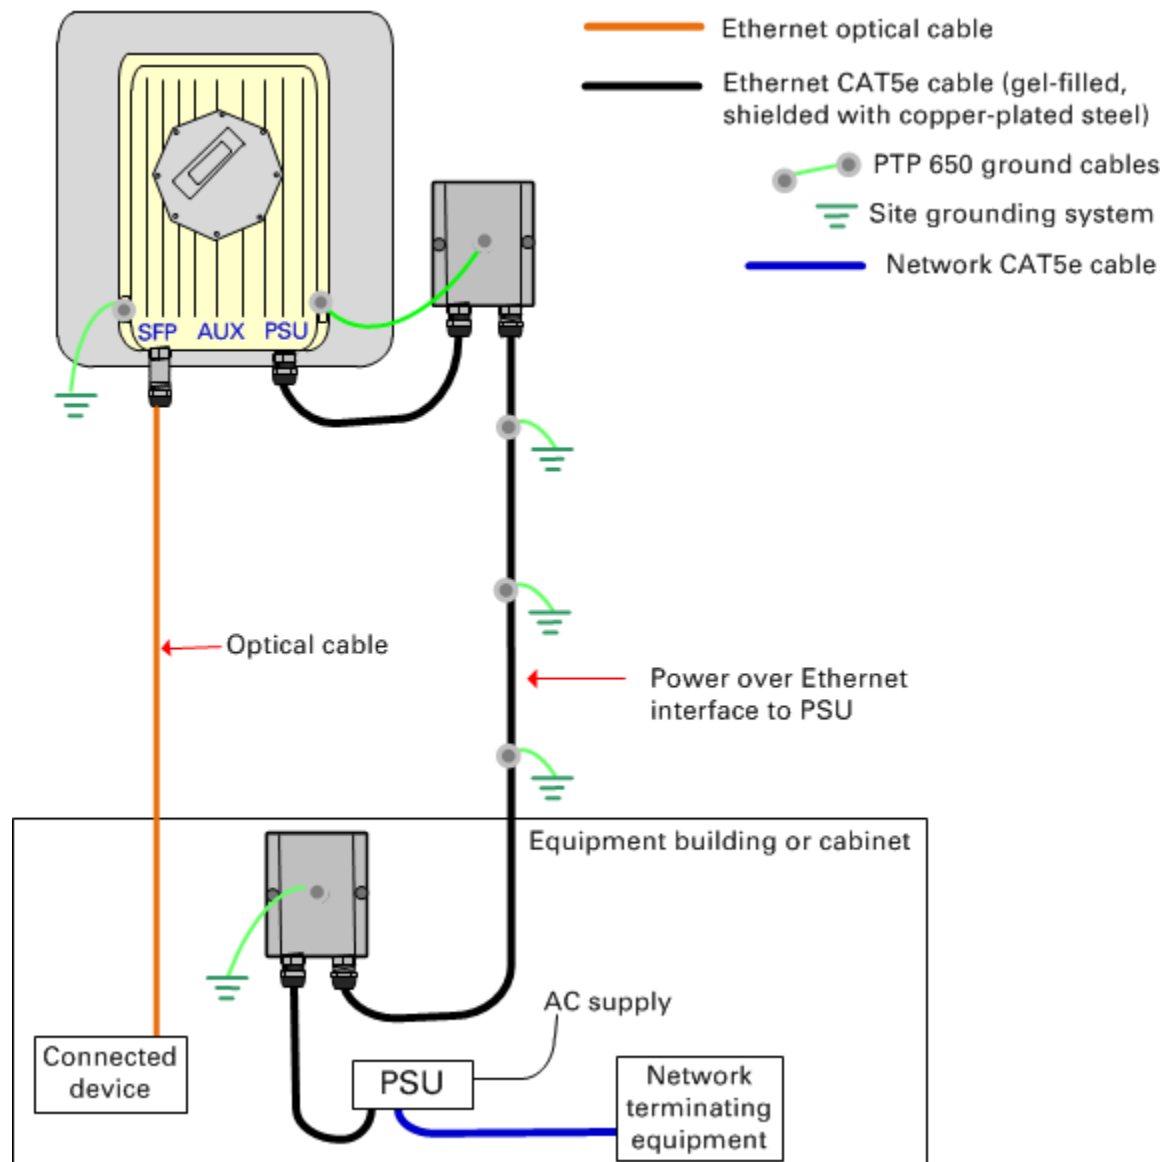 Ethernet optical cable
Ethernet CAT5e cable (gel-filled,
shielded with copper-plated steel)
PTP 650 ground cables
Site grounding system
Network CAT5e cable
SFP AUX PSU
Optical cable
Power over Ethernet
interface to PSU
Equipment building or cabinet
AC supply
Connected
device
PSU
Network
terminating
equipment